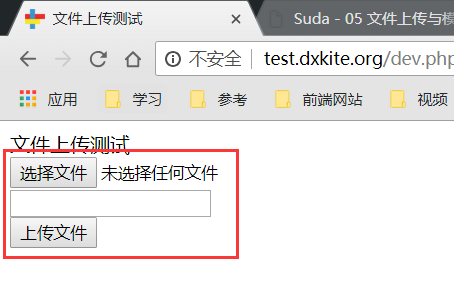 文件上传测试
Suda - 05 文件上传与模
不安全
test.dxkite.org/dev.php
应用
学习
参考
前端网站
视频
文件上传测试
选择文件 未选择任何文件
上传文件